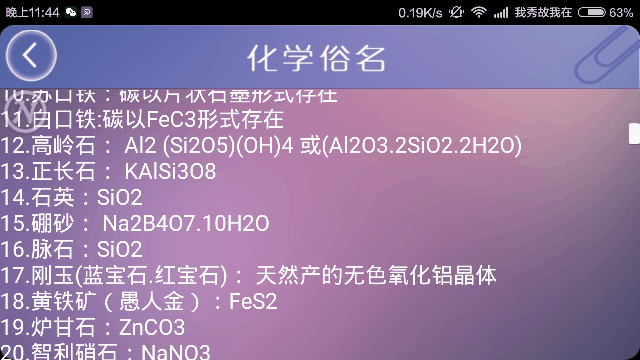 晚上11:44
0.19K/s
我秀故我在
63%
化学俗名
10.苏口铁：碳以片状石墨形式存在
11.白口铁:碳以FeC3形式存在
12.高岭石： Al2 (Si2O5)(OH)4 或(Al2O3.2SiO2.2H2O)
13.正长石： KAlSi3O8
14.石英：SiO2
15.硼砂： Na2B4O7.10H2O
16.脉石：SiO2
17.刚玉(蓝宝石.红宝石)： 天然产的无色氧化铝晶体
18.黄铁矿（愚人金）：FeS2
19.炉甘石：ZnCO3
20.智利硝石：NaNO3